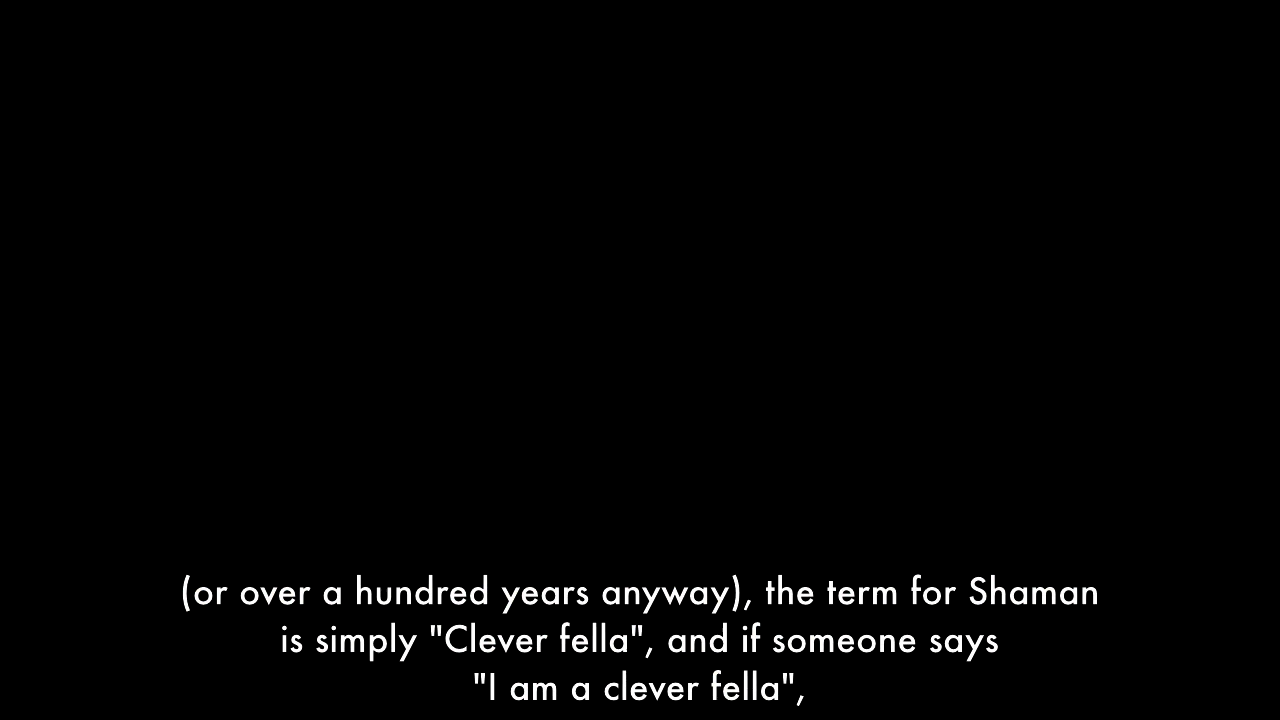 (or over a hundred years anyway), the term for Shaman
is simply "Clever fella", and if someone says
"I am a clever fella",